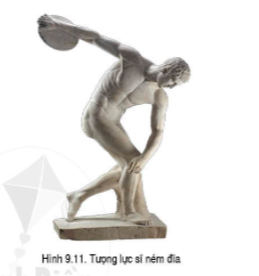 Hình 9.11. Tượng lực sĩ ném đĩa